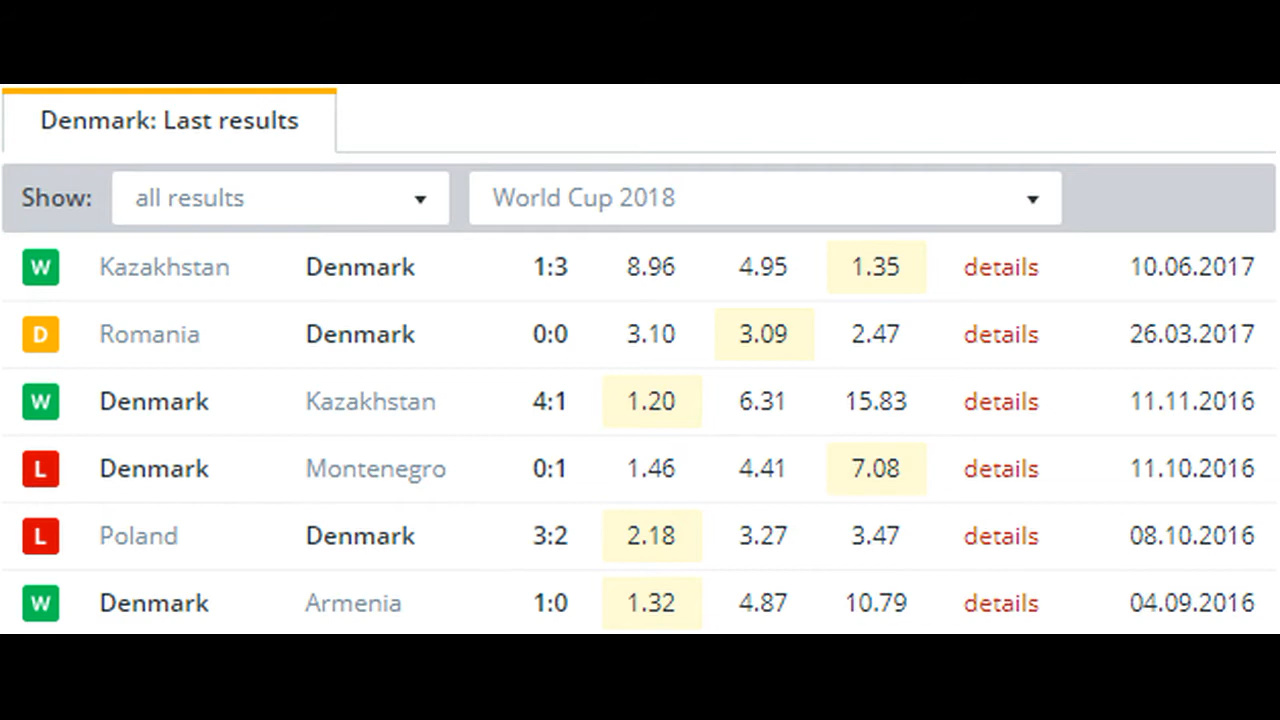 Denmark: Last results
Show: all results World Cup 2018
W Kazakhstan Denmark 1:3 8.96 4.95 1.35 details 10.06.2017
D Romania Denmark 0:0 3.10 3.09 2.47 details 26.03.2017
W Denmark Kazakhstan 4:1 1.20 6.31 15.83 details 11.11.2016
L Denmark Montenegro 0:1 1.46 4.41 7.08 details 11.10.2016
L Poland Denmark 3:2 2.18 3.27 3.47 details 08.10.2016
W Denmark Armenia 1:0 1.32 4.87 10.79 details 04.09.2016